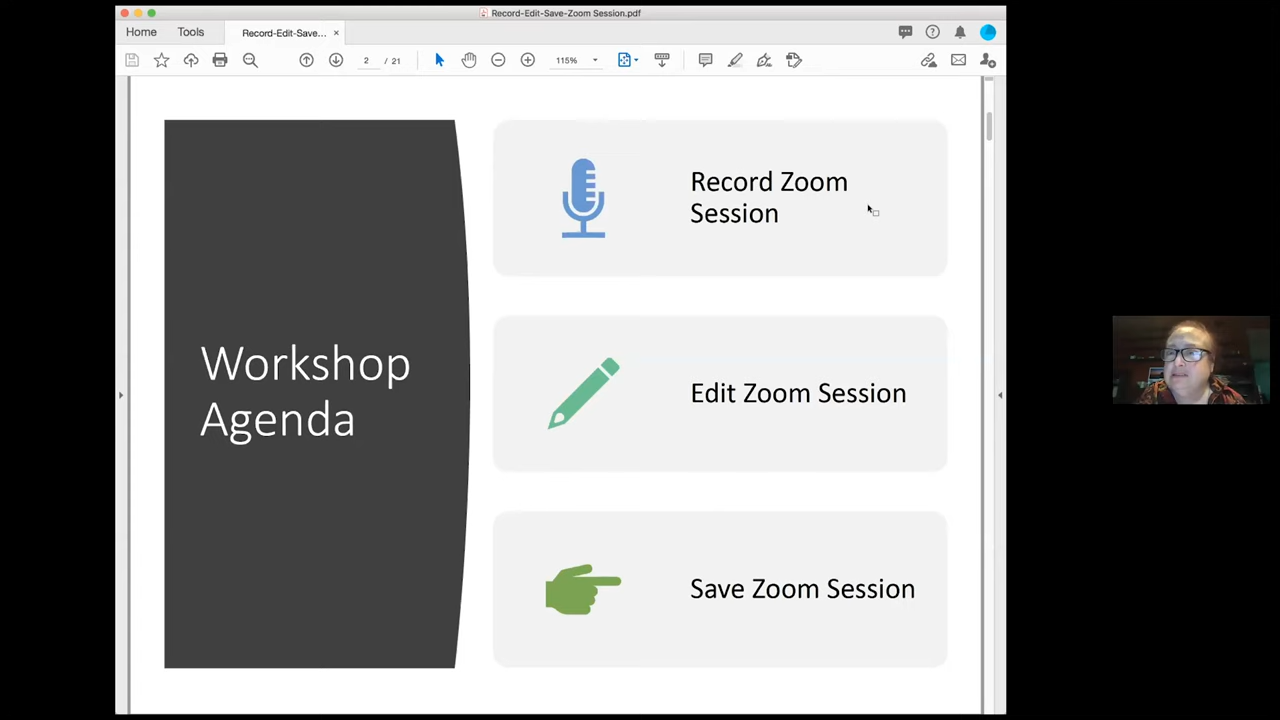 Record-Edit-Save-Zoom Session.pdf
Home Tools Record-Edit-Save... ×
2 / 21 115%
Workshop
Agenda
Record Zoom
Session
Edit Zoom Session
Save Zoom Session